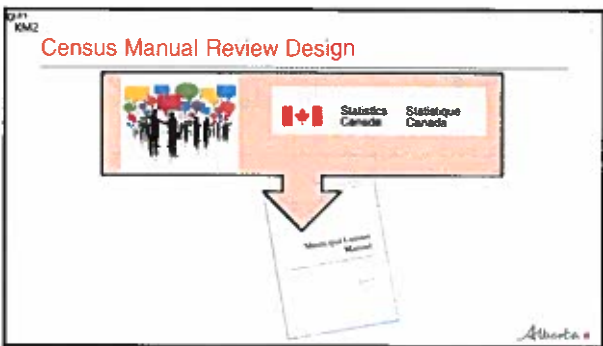 KM2
Census Manual Review Design
Statistics Statistique
Canada Canada
Municipal Census
Manual
Alberta